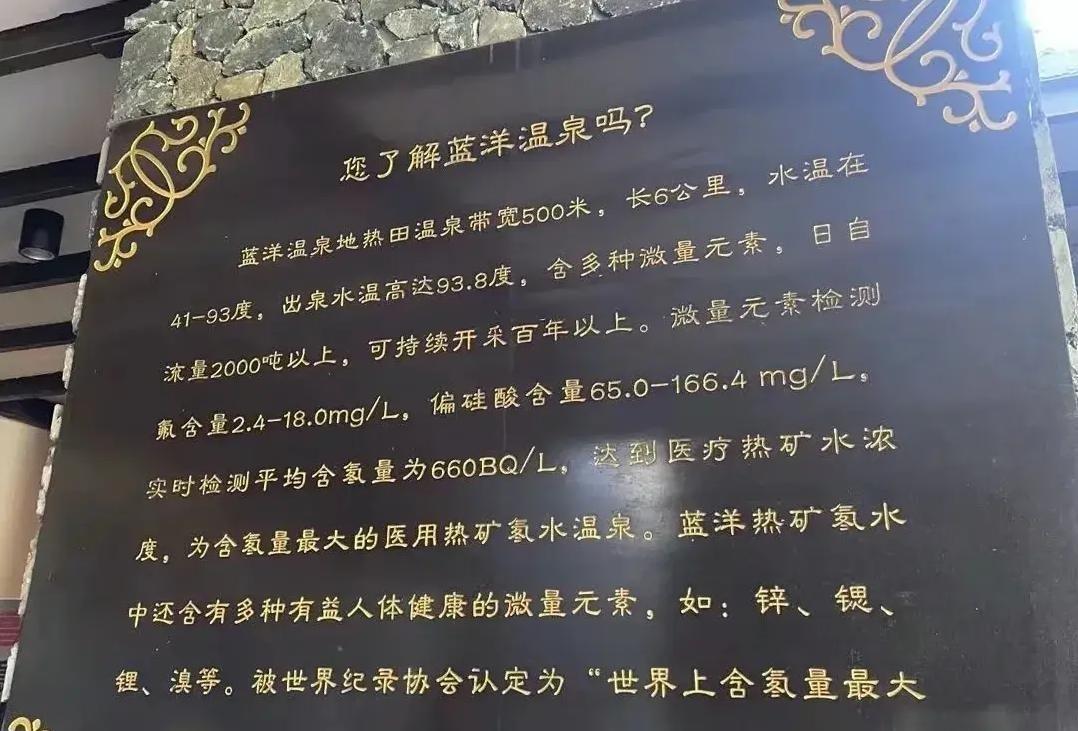 您了解蓝洋温泉吗？
蓝洋温泉地热田温泉带宽500米，长6公里，水温在
41-93度，出泉水温高达93.8度，含多种微量元素，日自
流量2000吨以上，可持续开采百年以上。微量元素检测
氟含量2.4-18.0mg/L，偏硅酸含量65.0-166.4 mg/L，
实时检测平均含氡量为660BQ/L，达到医疗热矿水浓
度，为含氡量最大的医用热矿氡水温泉。蓝洋热矿氡水
中还含有多种有益人体健康的微量元素，如：锌、锶、
锂、溴等。被世界纪录协会认定为“世界上含氡量最大